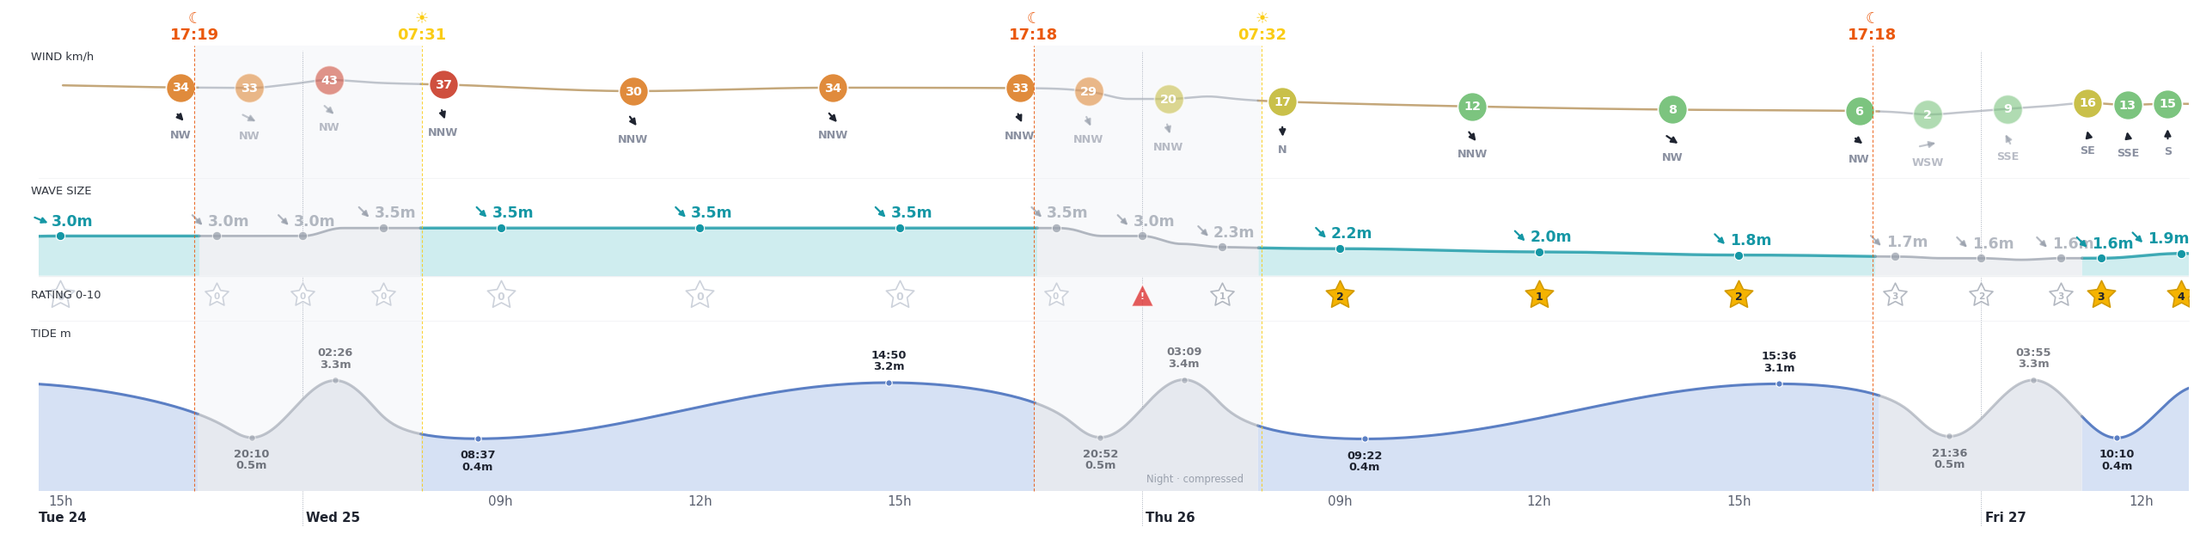 17:19 07:31 17:18 07:32 17:18
WIND km/h
34 33 43 37 30 34 33 29 20 17 12 8 6 2 9 16 13 15
NW NW NW NNW NNW NNW NNW NNW NNW N NNW NW NW WSW SSE SE SSE S
WAVE SIZE
3.0m 3.0m 3.0m 3.5m 3.5m 3.5m 3.5m 3.5m 3.0m 2.3m 2.2m 2.0m 1.8m 1.7m 1.6m 1.6m 1.6m 1.9m
RATING 0-10
0 0 0 0 0 0 0 ! 1 2 1 2 3 2 3 3 4
TIDE m
02:26 14:50 03:09 15:36 03:55
3.3m 3.2m 3.4m 3.1m 3.3m
20:10 08:37 20:52 09:22 21:36 10:10
0.5m 0.4m 0.5m 0.4m 0.5m 0.4m
Night · compressed
15h 09h 12h 15h 09h 12h 15h 12h
Tue 24 Wed 25 Thu 26 Fri 27